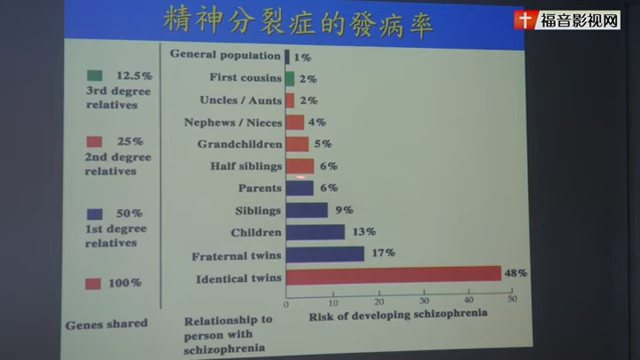 精神分裂症的發病率
福音影视网
General population 1%
12.5%
3rd degree
relatives
First cousins 2%
Uncles / Aunts 2%
Nephews / Nieces 4%
25%
2nd degree
relatives
Grandchildren 5%
Half siblings 6%
Parents 6%
50%
1st degree
relatives
Siblings 9%
Children 13%
Fraternal twins 17%
100%
Identical twins 48%
0 10 20 30 40 50
Genes shared
Relationship to
person with
schizophrenia
Risk of developing schizophrenia